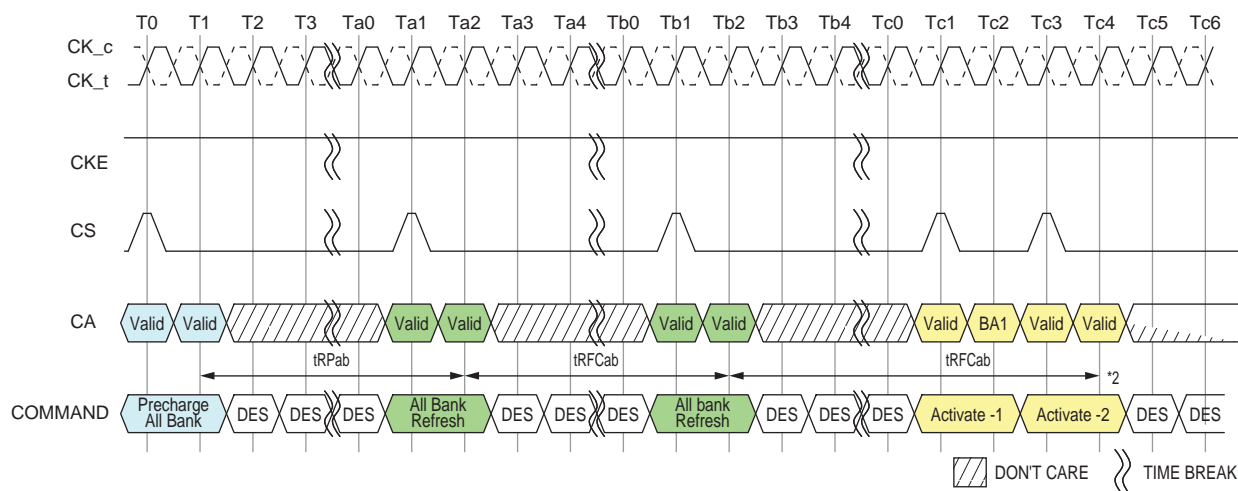 T0 T1 T2 T3 Ta0 Ta1 Ta2 Ta3 Ta4 Tb0 Tb1 Tb2 Tb3 Tb4 Tc0 Tc1 Tc2 Tc3 Tc4 Tc5 Tc6
CK_c
CK_t
CKE
CS
CA Valid Valid Valid Valid Valid Valid Valid BA1 Valid Valid
tRPab tRFCab tRFCab *2
COMMAND Precharge All Bank DES DES DES All Bank Refresh DES DES DES All bank Refresh DES DES DES Activate -1 Activate -2 DES DES
DON'T CARE TIME BREAK